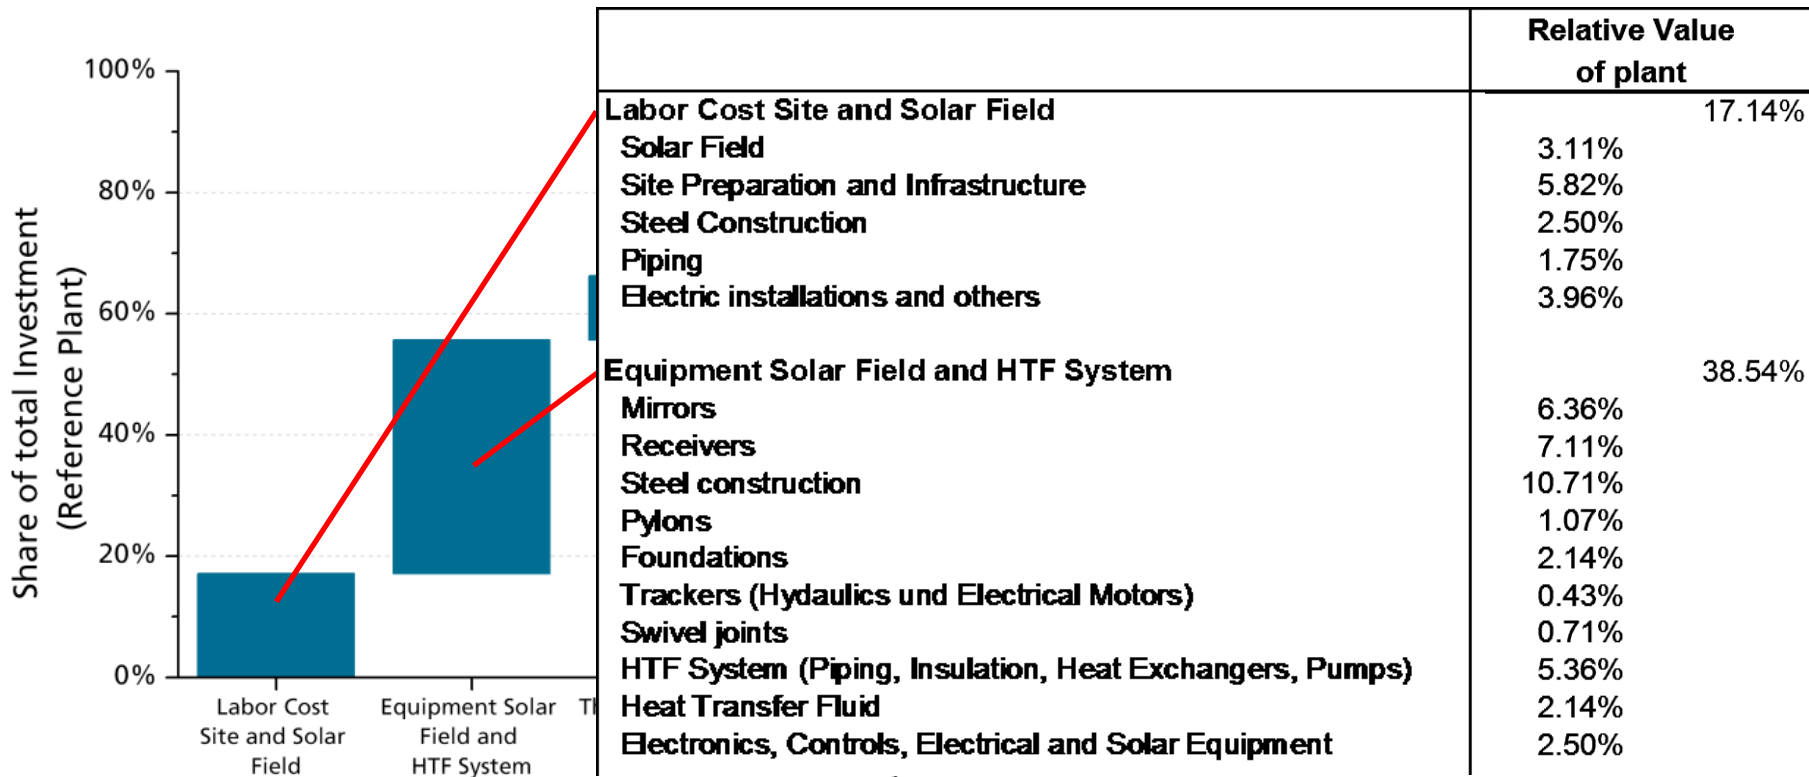 Share of total Investment
(Reference Plant)
100%
80%
60%
40%
20%
0%
Labor Cost
Site and Solar
Field
Equipment Solar
Field and
HTF System
Relative Value
of plant
Labor Cost Site and Solar Field 17.14%
Solar Field 3.11%
Site Preparation and Infrastructure 5.82%
Steel Construction 2.50%
Piping 1.75%
Electric installations and others 3.96%
Equipment Solar Field and HTF System 38.54%
Mirrors 6.36%
Receivers 7.11%
Steel construction 10.71%
Pylons 1.07%
Foundations 2.14%
Trackers (Hydaulics und Electrical Motors) 0.43%
Swivel joints 0.71%
HTF System (Piping, Insulation, Heat Exchangers, Pumps) 5.36%
Heat Transfer Fluid 2.14%
Electronics, Controls, Electrical and Solar Equipment 2.50%